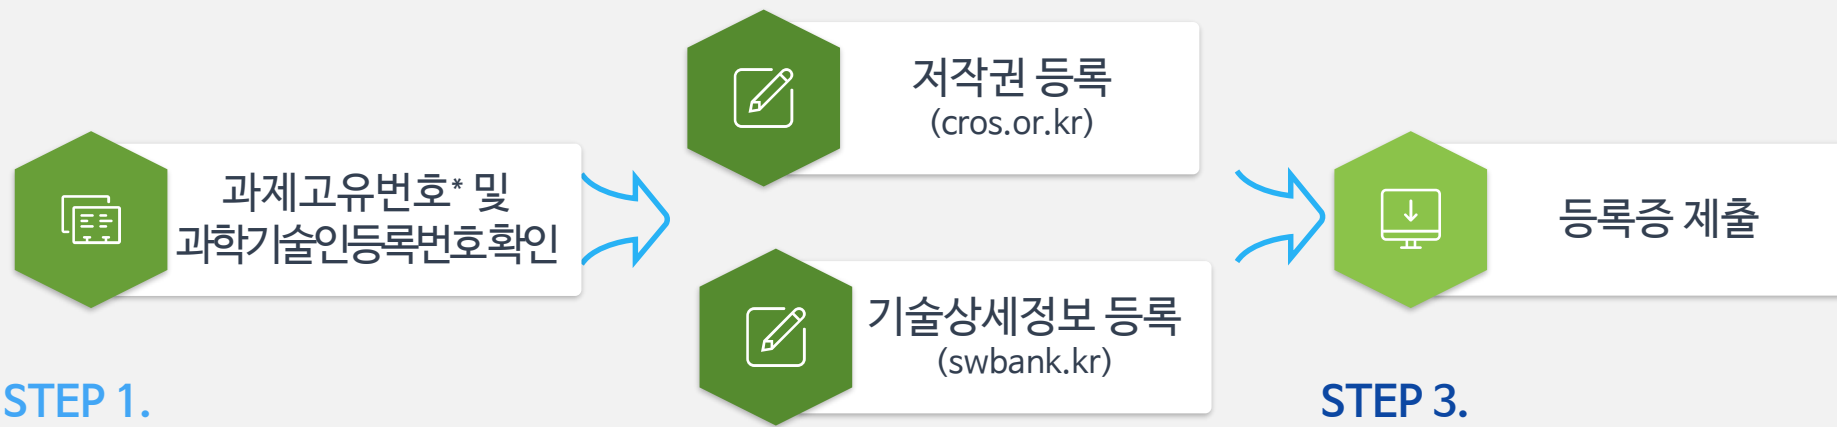 과제고유번호* 및
과학기술인등록번호확인
STEP 1.
저작권 등록
(cros.or.kr)
기술상세정보 등록
(swbank.kr)
등록증 제출
STEP 3.